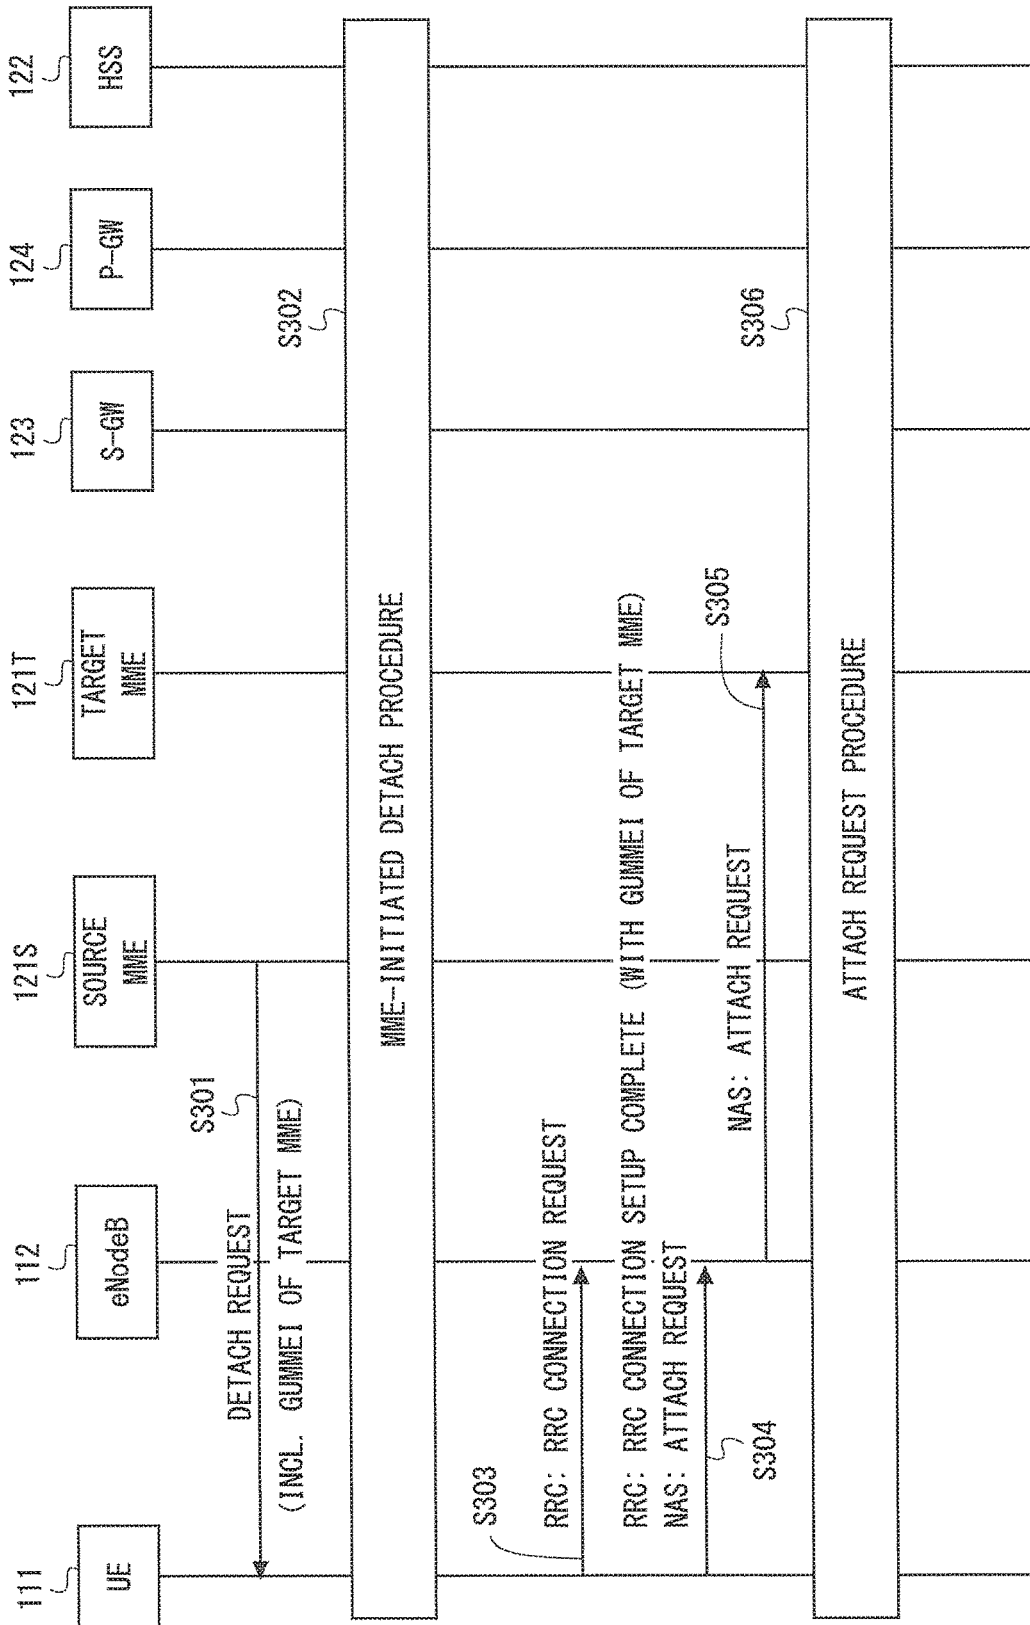 111
UE
112
eNodeB
121S
SOURCE
MME
121T
TARGET
MME
123
S-GW
124
P-GW
122
HSS
DETACH REQUEST
S301
(INCL. GUMMEI OF TARGET MME)
MME-INITIATED DETACH PROCEDURE
S302
S303
RRC: RRC CONNECTION REQUEST
RRC: RRC CONNECTION SETUP COMPLETE (WITH GUMMEI OF TARGET MME)
NAS: ATTACH REQUEST
S304
NAS: ATTACH REQUEST
S305
ATTACH REQUEST PROCEDURE
S306